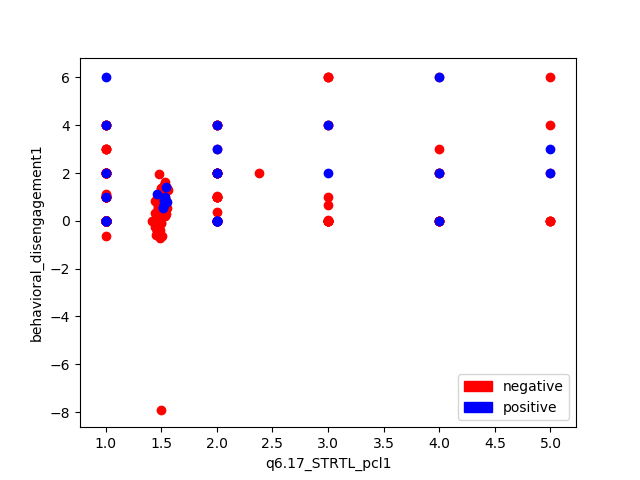 behavioral_disengagement1
6
4
2
0
−2
−4
−6
−8
1.0 1.5 2.0 2.5 3.0 3.5 4.0 4.5 5.0
q6.17_STRTL_pcl1
negative
positive